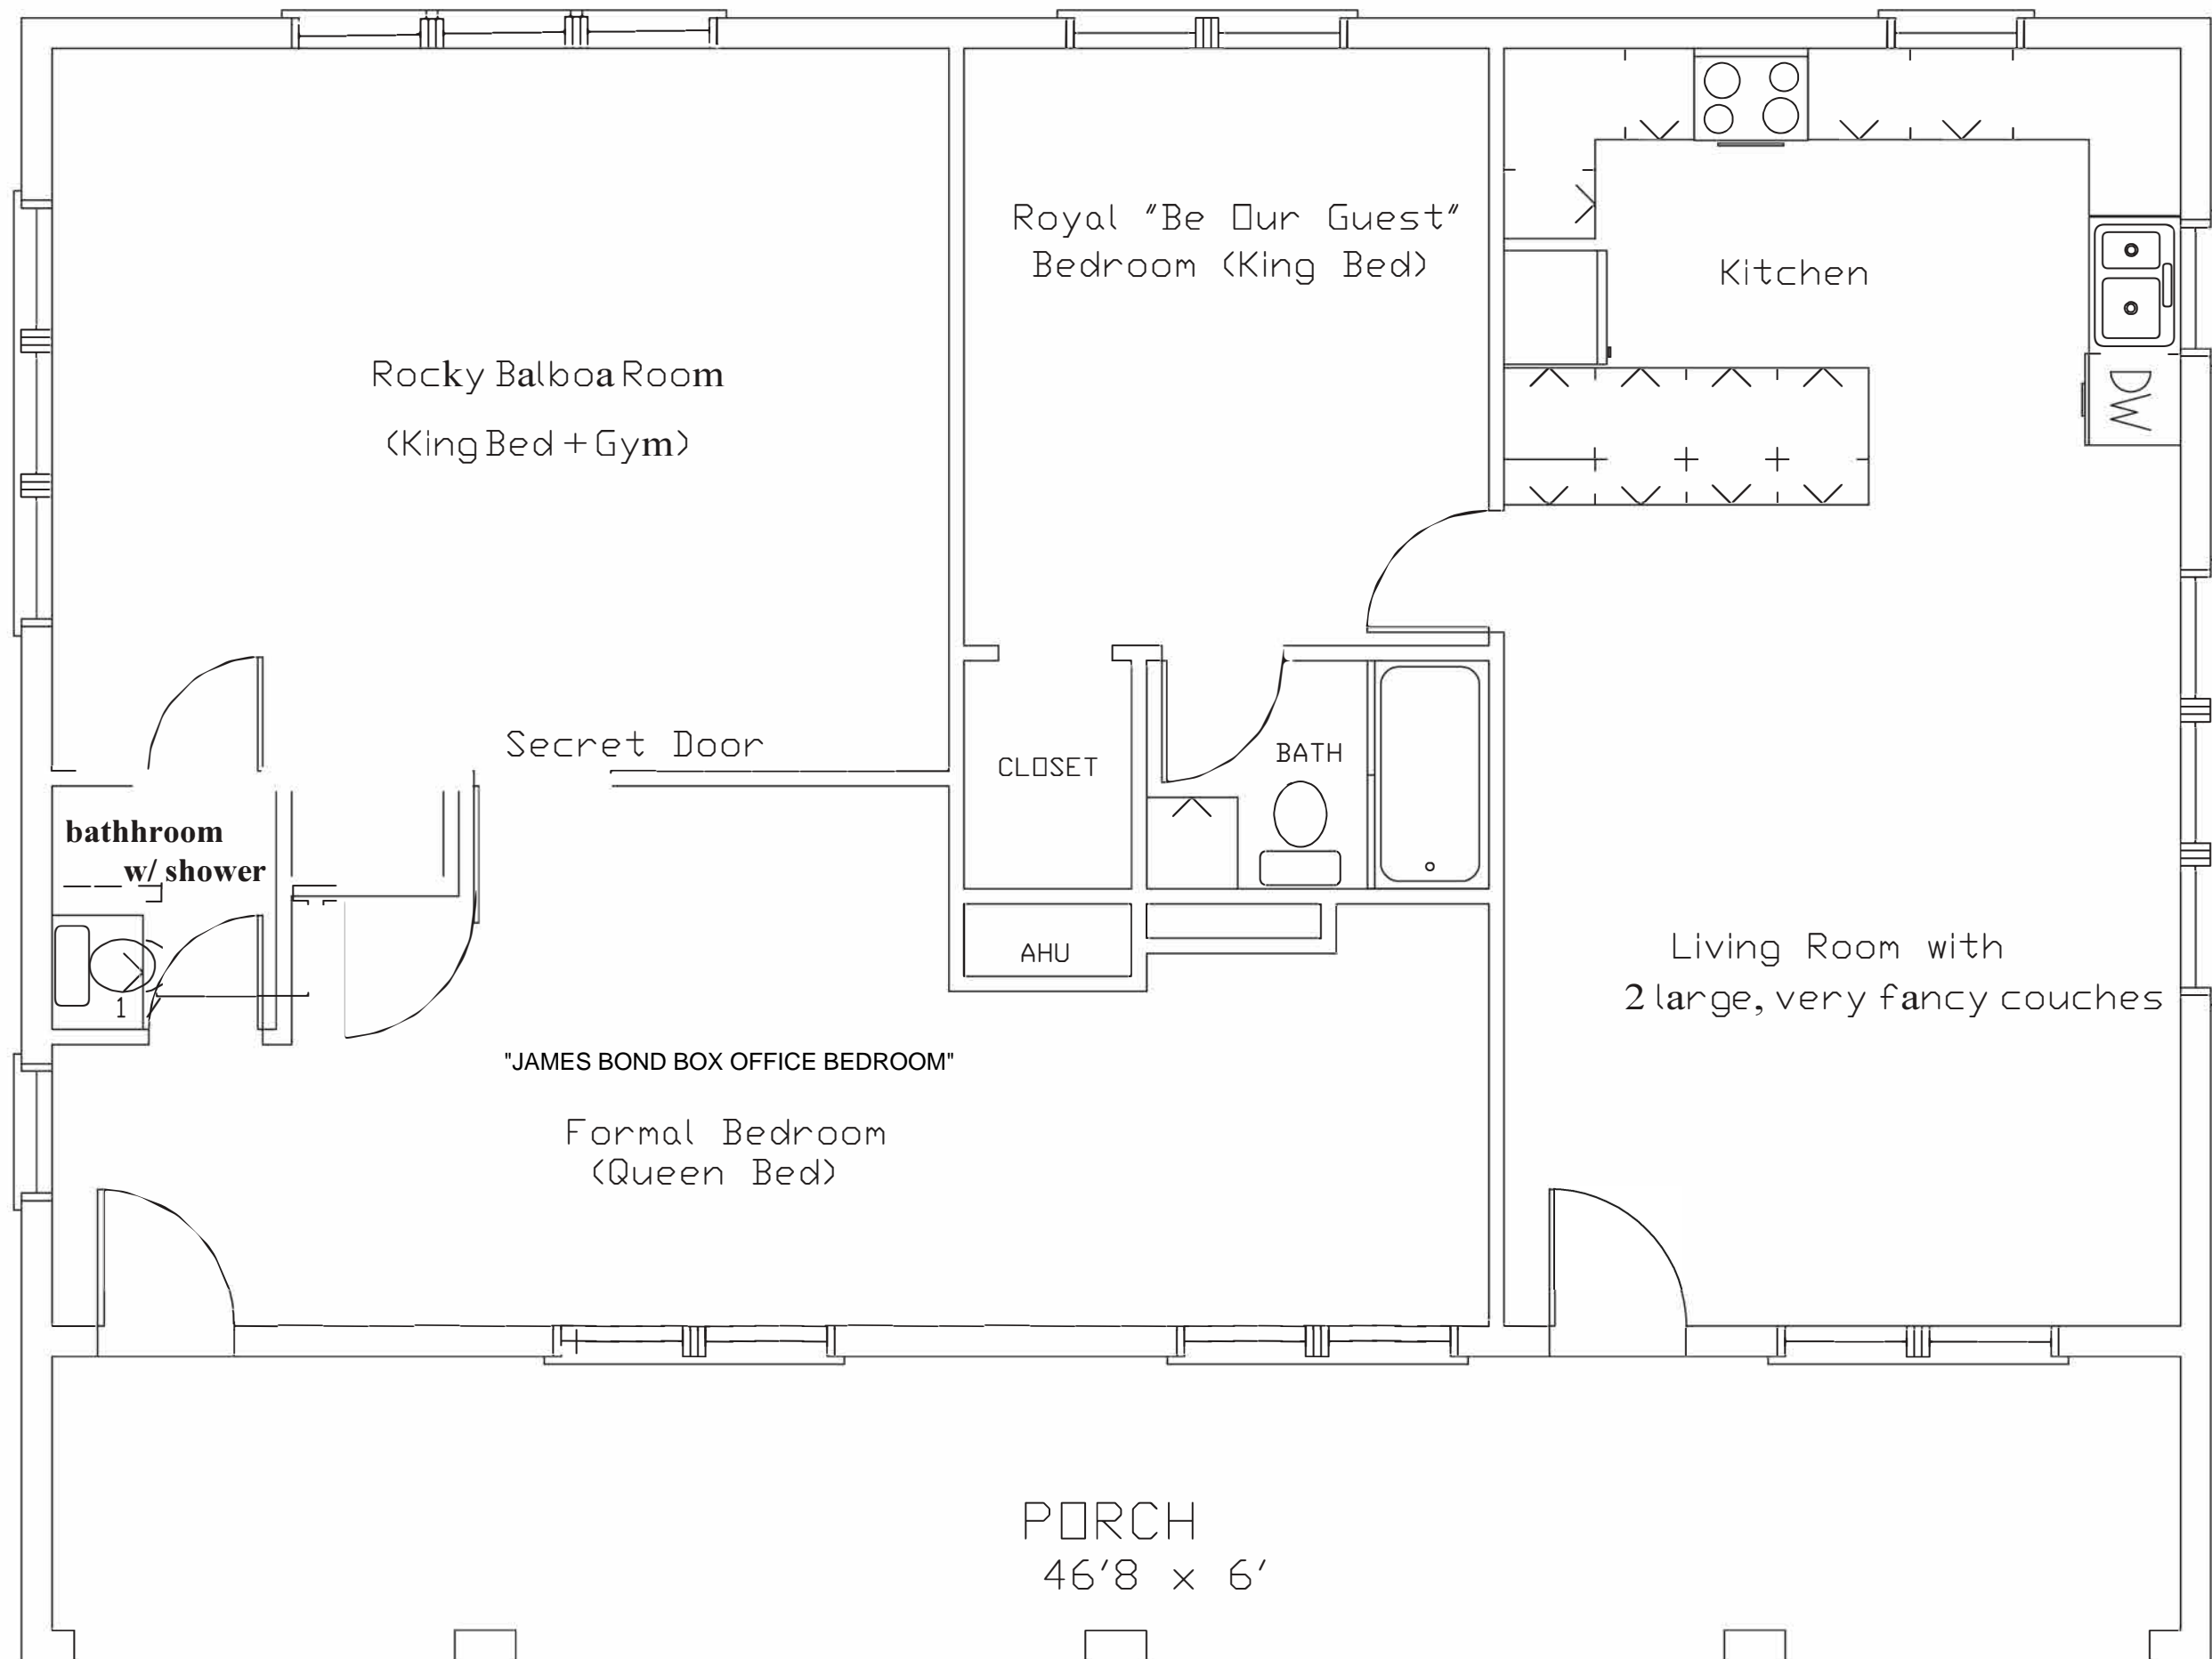 Royal "Be Our Guest"
Bedroom (King Bed)
Kitchen
Rocky Balboa Room
(King Bed + Gym)
DW
Secret Door
BATH
CLOSET
bathhroom
w/ shower
AHU
Living Room with
2 large, very fancy couches
1
"JAMES BOND BOX OFFICE BEDROOM"
Formal Bedroom
(Queen Bed)
PORCH
46'8 x 6'